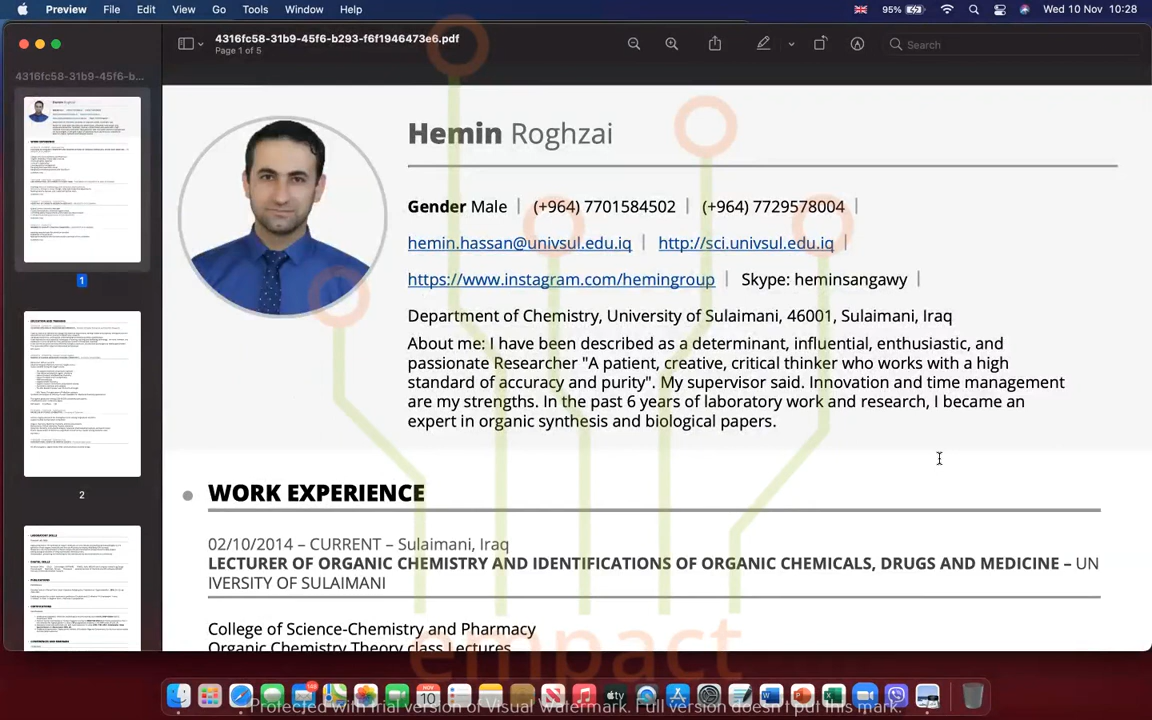 Preview File Edit View Go Tools Window Help 95% Wed 10 Nov 10:28
4316fc58-31b9-45f6-b293-f6f1946473e6.pdf
Page 1 of 5
Search
4316fc58-31b9-45f6-b...
1
2
Hemin Roghzai
Gender Male | (+964) 7701584502 | (+964) 7729578004 |
hemin.hassan@univsul.edu.iq | http://sci.univsul.edu.iq |
https://www.instagram.com/hemingroup | Skype: heminsangawy |
Department of Chemistry, University of Sulaimani, 46001, Sulaimani, Iraq
About me: I have been described as a determinant, influential, enthusiastic, and
passionate Researcher "A patient, creative, critical thinker who works with a high
standard of accuracy and purity". My supervisor said. Innovation and time management
are my strengths. In the past 6 years of laboratory work and research, I became an
expert in organic synthesis and biological papers.
WORK EXPERIENCE
02/10/2014 – CURRENT – Sulaimani, Iraq
LECTURER OF ORGANIC CHEMISTRY AND IDENTIFICATIONS OF ORGANIC CHEMICALS, DRUGS AND MEDICINE – UN
IVERSITY OF SULAIMANI
College of Science-Chemistry and Pharmacy
Organic Chemistry Theory class Lectures
empact
Protected with trial version of Visual Watermark. Full version doesn't put this mark.